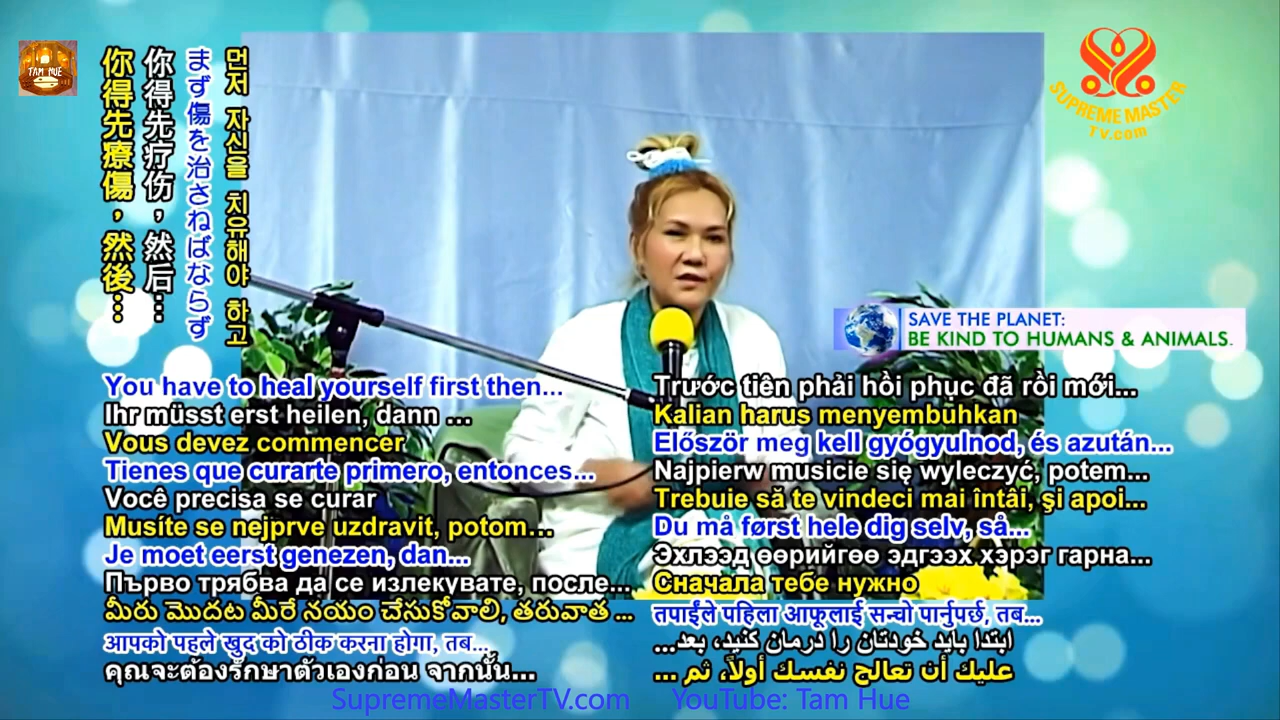 TAM HUE
你得先療傷，然後…
你得先疗伤，然后…
まず傷を治さねばならず
먼저 자신을 치유해야 하고
SUPREME MASTER
TV.com
SAVE THE PLANET:
BE KIND TO HUMANS & ANIMALS.
You have to heal yourself first then...
Ihr müsst erst heilen, dann ...
Vous devez commencer
Tienes que curarte primero, entonces...
Você precisa se curar
Musíte se nejprve uzdravit, potom...
Je moet eerst genezen, dan...
Първо трябва да се излекувате, после...
మీరు మొదట మీరే నయం చేసుకోవాలి, తరువాత ...
आपको पहले खुद को ठीक करना होगा, तब...
คุณจะต้องรักษาตัวเองก่อน จากนั้น...
Trước tiên phải hồi phục đã rồi mới...
Kalian harus menyembuhkan
Először meg kell gyógyulnod, és azután...
Najpierw musicie się wyleczyć, potem...
Trebuie să te vindeci mai întâi, şi apoi...
Du må først hele dig selv, så...
Эхлээд өөрийгөө эдгээх хэрэг гарна...
Сначала тебе нужно
तपाईंले पहिला आफूलाई सन्चो पार्नुपर्छ, तब...
ابتدا باید خودتان را درمان کنید، بعد...
عليك أن تعالج نفسك أولاً، ثم ...
SupremeMasterTV.com
YouTube: Tam Hue